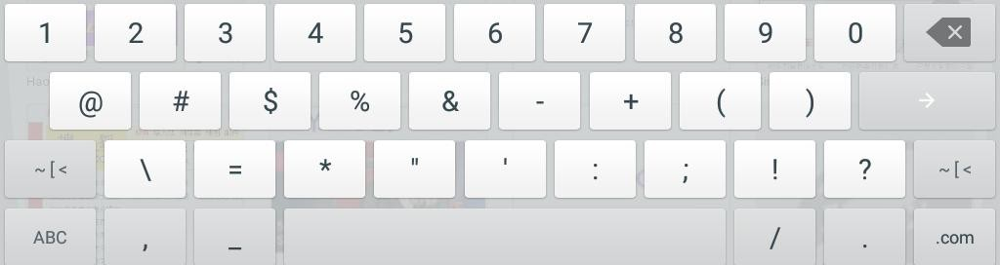 1 2 3 4 5 6 7 8 9 0
@ # $ % & - + ( )
~ [ < \ = * " ' : ; ! ? ~ [ <
ABC , _ / . .com